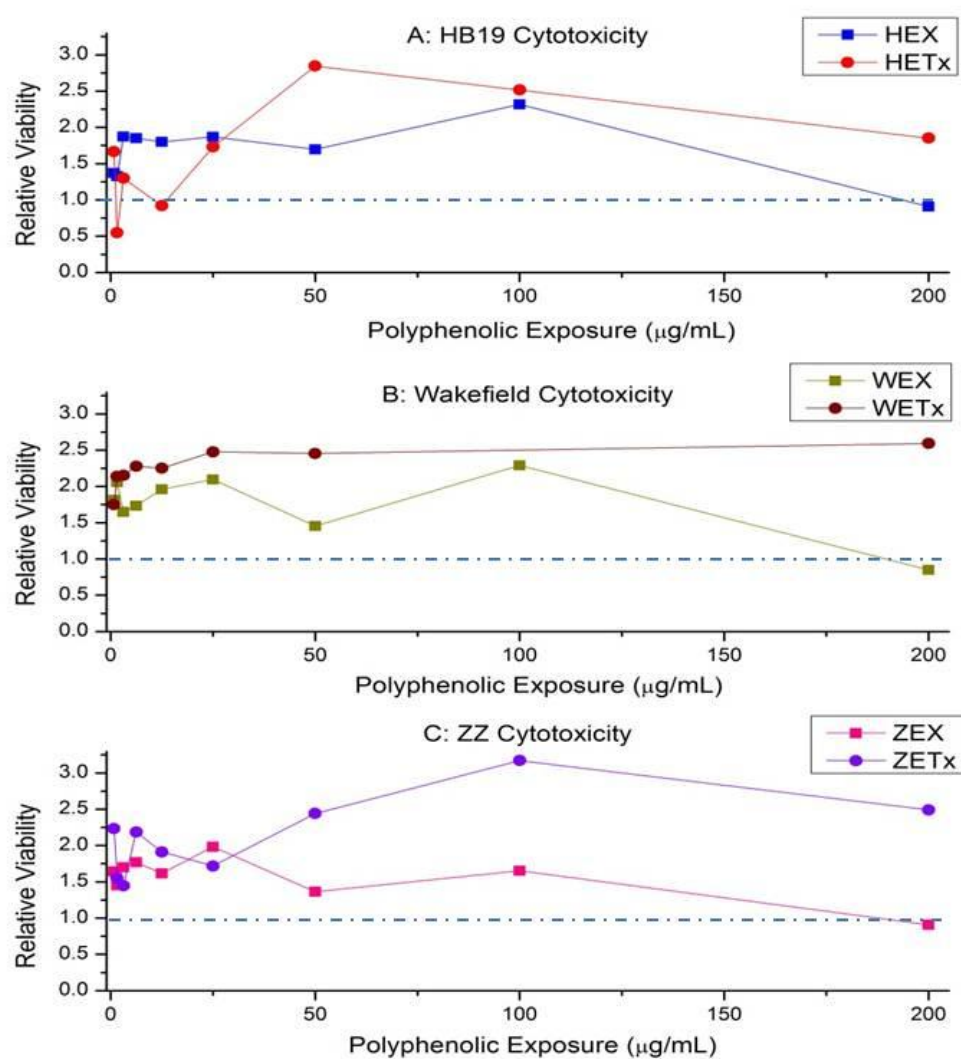 A: HB19 Cytotoxicity
HEX
HETx
3.0
2.5
2.0
1.5
1.0
0.5
0.0
Relative Viability
0 50 100 150 200
Polyphenolic Exposure (μg/mL)
B: Wakefield Cytotoxicity
WEX
WETx
3.0
2.5
2.0
1.5
1.0
0.5
0.0
Relative Viability
0 50 100 150 200
Polyphenolic Exposure (μg/mL)
C: ZZ Cytotoxicity
ZEX
ZETx
3.0
2.5
2.0
1.5
1.0
0.5
0.0
Relative Viability
0 50 100 150 200
Polyphenolic Exposure (μg/mL)